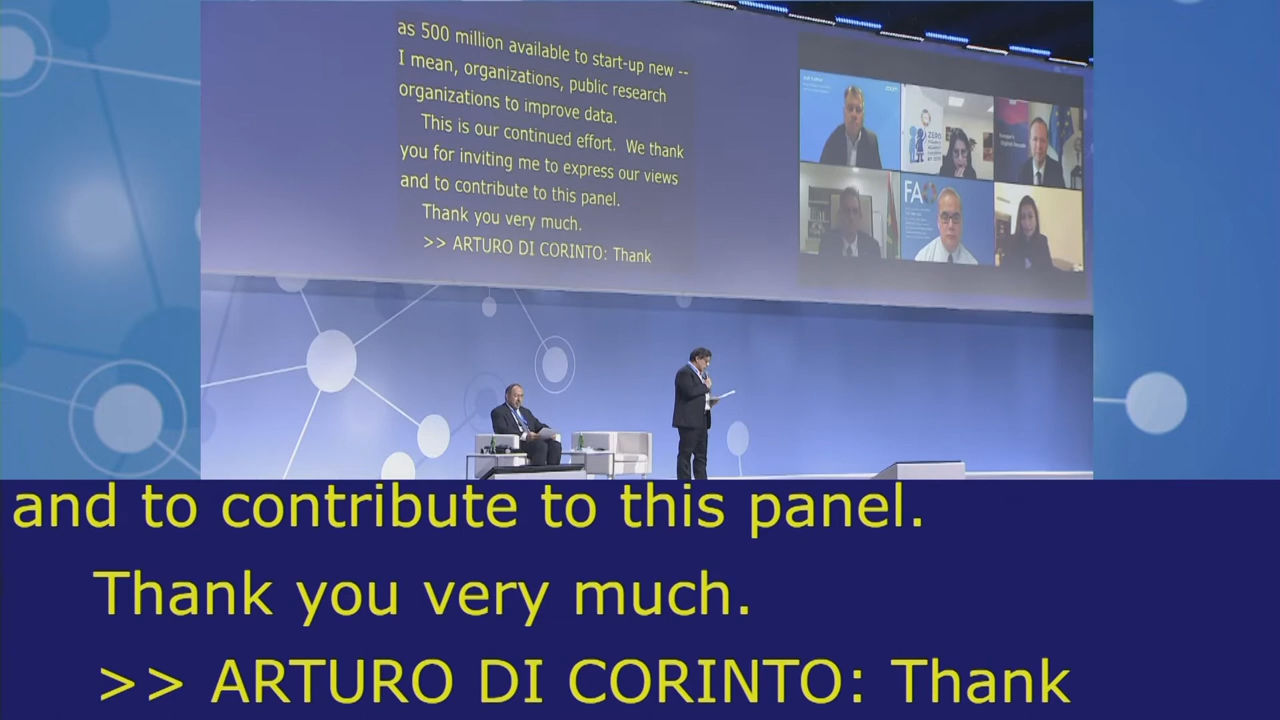 as 500 million available to start-up new --
I mean, organizations, public research
organizations to improve data.
This is our continued effort. We thank
you for inviting me to express our views
and to contribute to this panel.
Thank you very much.
>> ARTURO DI CORINTO: Thank
ZERO
FAO
and to contribute to this panel.
Thank you very much.
>> ARTURO DI CORINTO: Thank